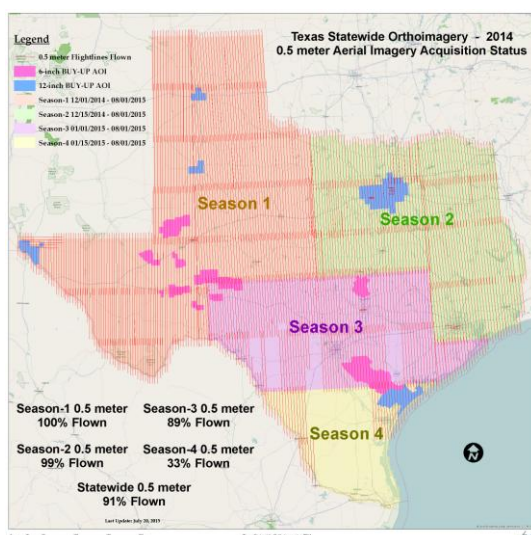 Texas Statewide Orthoimagery - 2014
0.5 meter Aerial Imagery Acquisition Status
Legend
0.5 meter Flightlines Flown
6-inch BUY-UP AOI
12-inch BUY-UP AOI
Season-1 12/01/2014 - 08/01/2015
Season-2 12/15/2014 - 08/01/2015
Season-3 01/01/2015 - 08/01/2015
Season-4 01/15/2015 - 08/01/2015
Season 1
Season 2
Season 3
Season 4
Season-1 0.5 meter
100% Flown
Season-3 0.5 meter
89% Flown
Season-2 0.5 meter
99% Flown
Season-4 0.5 meter
33% Flown
Statewide 0.5 meter
91% Flown
Last Update: July 20, 2015